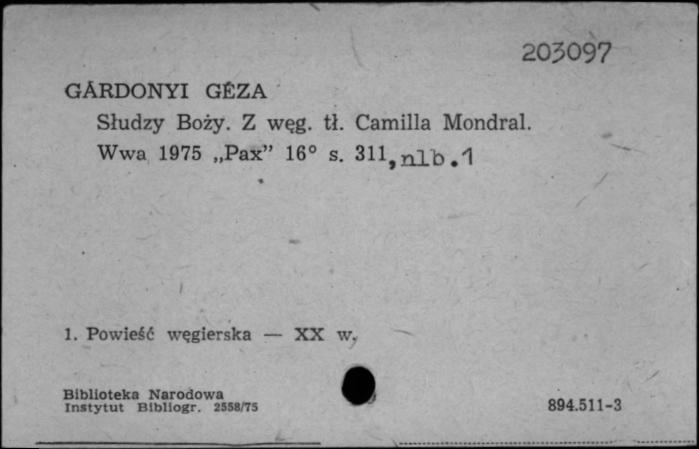 203097
GÁRDONYI GÉZA
Słudzy Boży. Z węg. tł. Camilla Mondral.
Wwa 1975 „Pax” 16° s. 311, nlb.1
1. Powieść węgierska — XX w.
Biblioteka Narodowa
Instytut Bibliogr. 2558/75
894.511-3